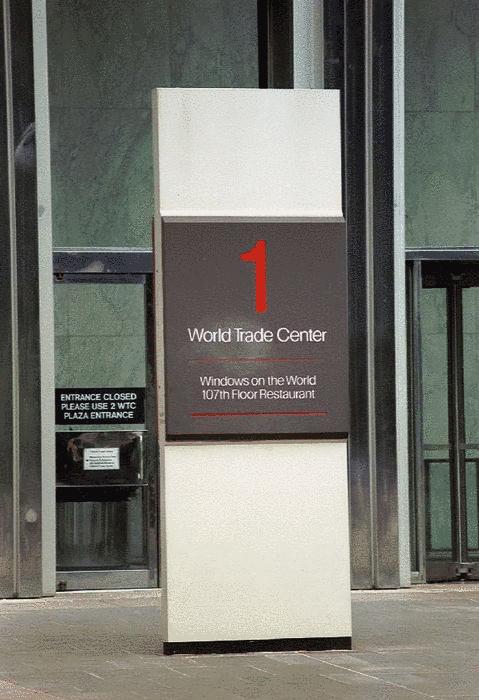 1
World Trade Center
Windows on the World
107th Floor Restaurant
ENTRANCE CLOSED
PLEASE USE 2 WTC
PLAZA ENTRANCE